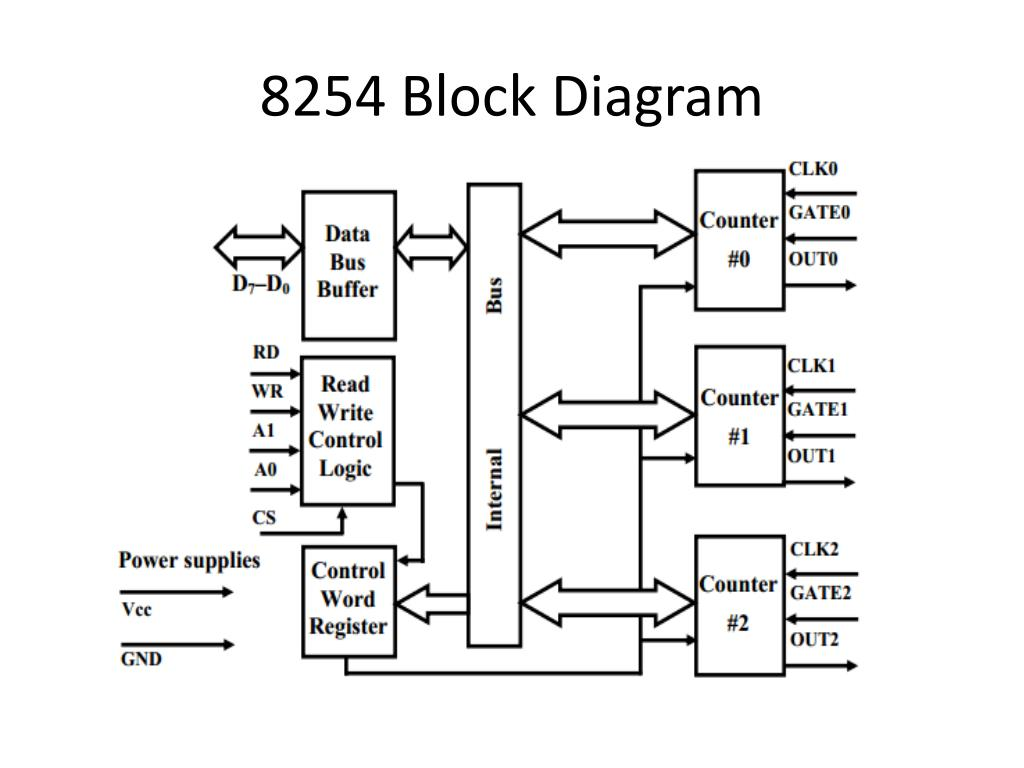 8254 Block Diagram
Data
Bus
Buffer
D₇–D₀
RD
WR
A1
A0
CS
Read
Write
Control
Logic
Power supplies
Vcc
GND
Control
Word
Register
Internal Bus
Counter
#0
CLK0
GATE0
OUT0
Counter
#1
CLK1
GATE1
OUT1
Counter
#2
CLK2
GATE2
OUT2